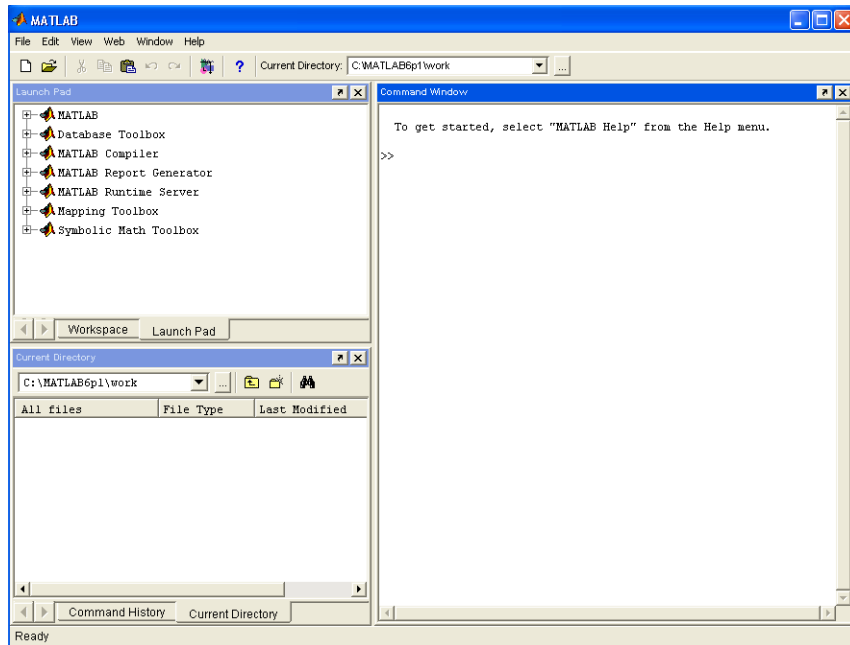 MATLAB
File Edit View Web Window Help
? Current Directory: C:\MATLAB6p1\work ...
Launch Pad
MATLAB
Database Toolbox
MATLAB Compiler
MATLAB Report Generator
MATLAB Runtime Server
Mapping Toolbox
Symbolic Math Toolbox
Workspace Launch Pad
Current Directory
C:\MATLAB6p1\work ...
All files File Type Last Modified
Command History Current Directory
Command Window
To get started, select "MATLAB Help" from the Help menu.
>>
Ready